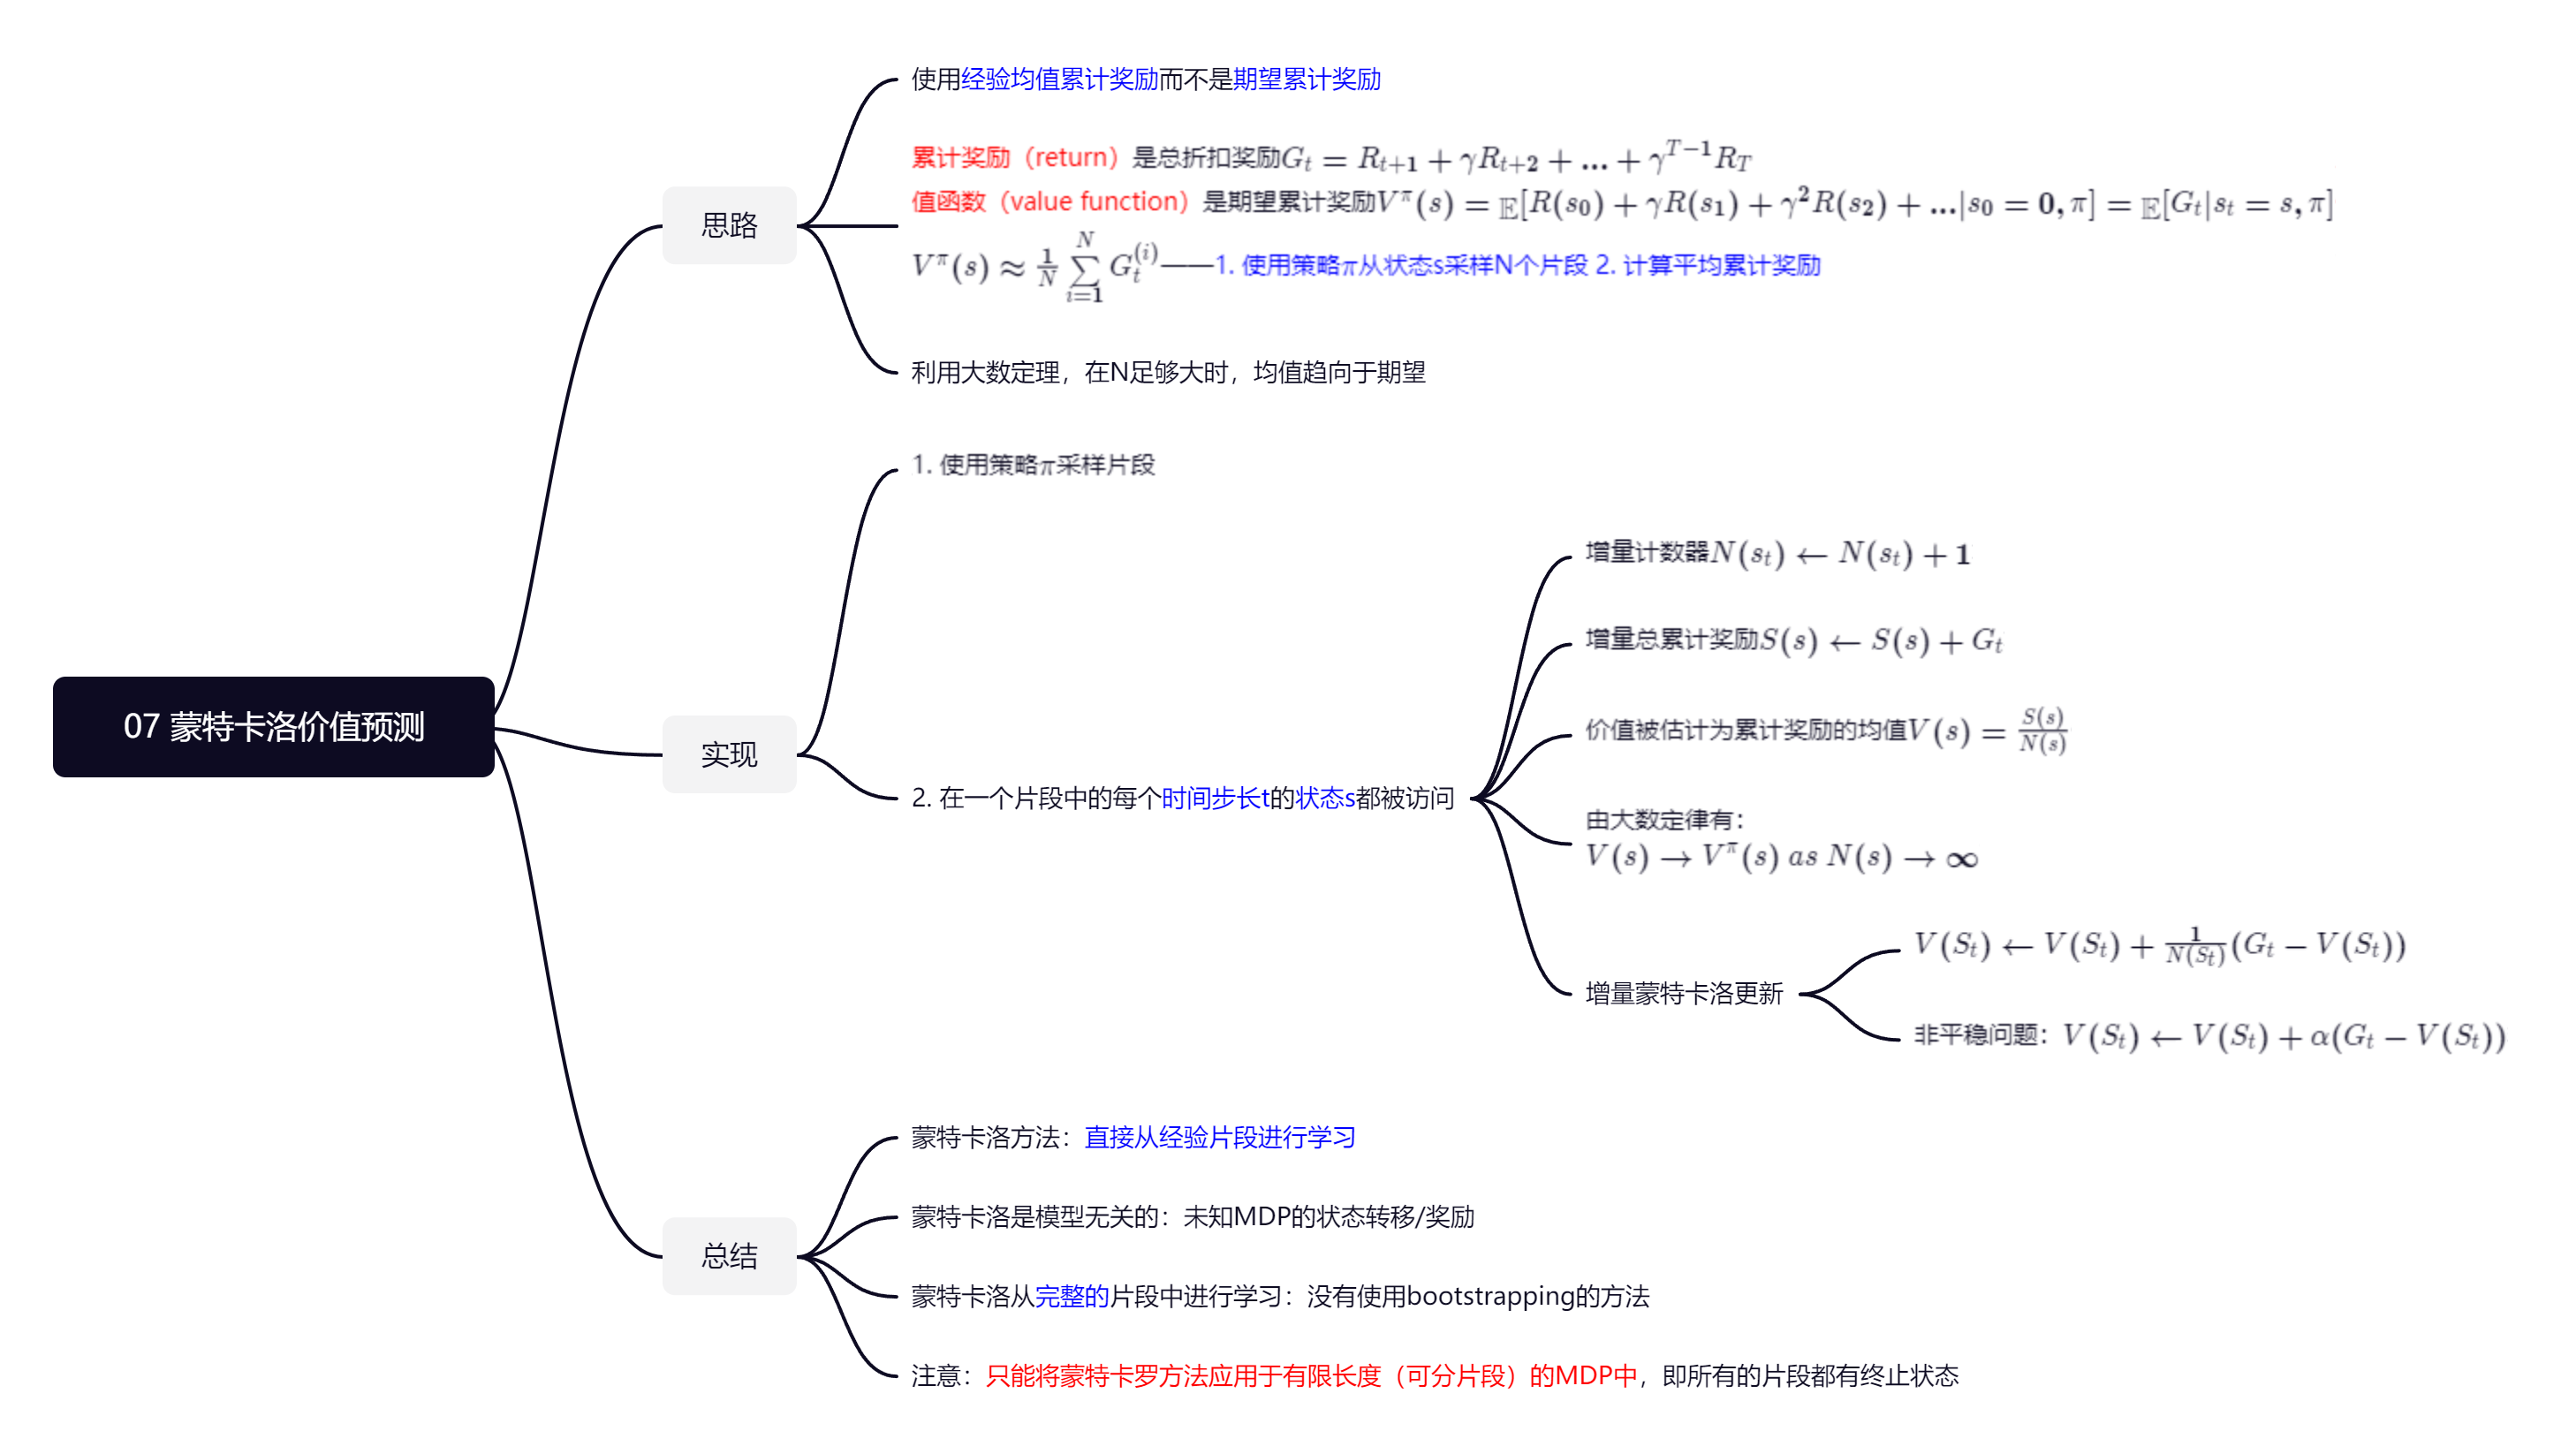 07 蒙特卡洛价值预测
思路
使用经验均值累计奖励而不是期望累计奖励
累计奖励（return）是总折扣奖励$G_t = R_{t+1} + \gamma R_{t+2} + ... + \gamma^{T-1} R_T$
值函数（value function）是期望累计奖励$V^\pi(s) = \mathbb{E}[R(s_0) + \gamma R(s_1) + \gamma^2 R(s_2) + ...|s_0 = 0, \pi] = \mathbb{E}[G_t|s_t = s, \pi]$
$V^\pi(s) \approx \frac{1}{N} \sum_{i=1}^{N} G_t^{(i)}$——1. 使用策略$\pi$从状态s采样N个片段 2. 计算平均累计奖励
利用大数定理，在N足够大时，均值趋向于期望
实现
1. 使用策略$\pi$采样片段
2. 在一个片段中的每个时间步长t的状态s都被访问
增量计数器$N(s_t) \leftarrow N(s_t) + 1$
增量总累计奖励$S(s) \leftarrow S(s) + G_t$
价值被估计为累计奖励的均值$V(s) = \frac{S(s)}{N(s)}$
由大数定律有：
$V(s) \rightarrow V^\pi(s) \ as \ N(s) \rightarrow \infty$
增量蒙特卡洛更新
$V(S_t) \leftarrow V(S_t) + \frac{1}{N(S_t)}(G_t - V(S_t))$
非平稳问题：$V(S_t) \leftarrow V(S_t) + \alpha(G_t - V(S_t))$
总结
蒙特卡洛方法：直接从经验片段进行学习
蒙特卡洛是模型无关的：未知MDP的状态转移/奖励
蒙特卡洛从完整的片段中进行学习：没有使用bootstrapping的方法
注意：只能将蒙特卡罗方法应用于有限长度（可分片段）的MDP中，即所有的片段都有终止状态